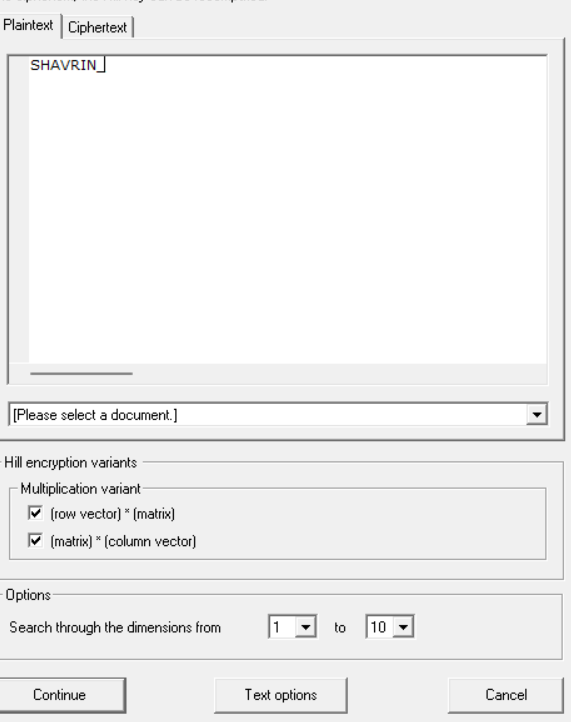 Plaintext
Ciphertext
SHAVRIN_
[Please select a document.]
Hill encryption variants
Multiplication variant
(row vector) * (matrix)
(matrix) * (column vector)
Options
Search through the dimensions from 1 to 10
Continue Text options Cancel